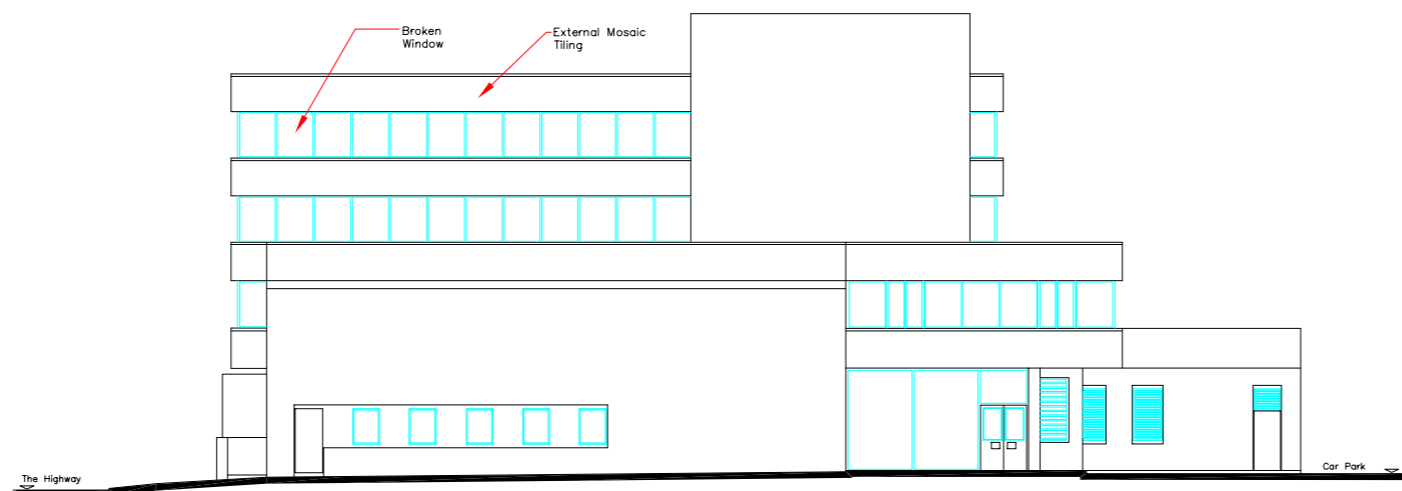 Broken
Window
External Mosaic
Tiling
The Highway
Car Park